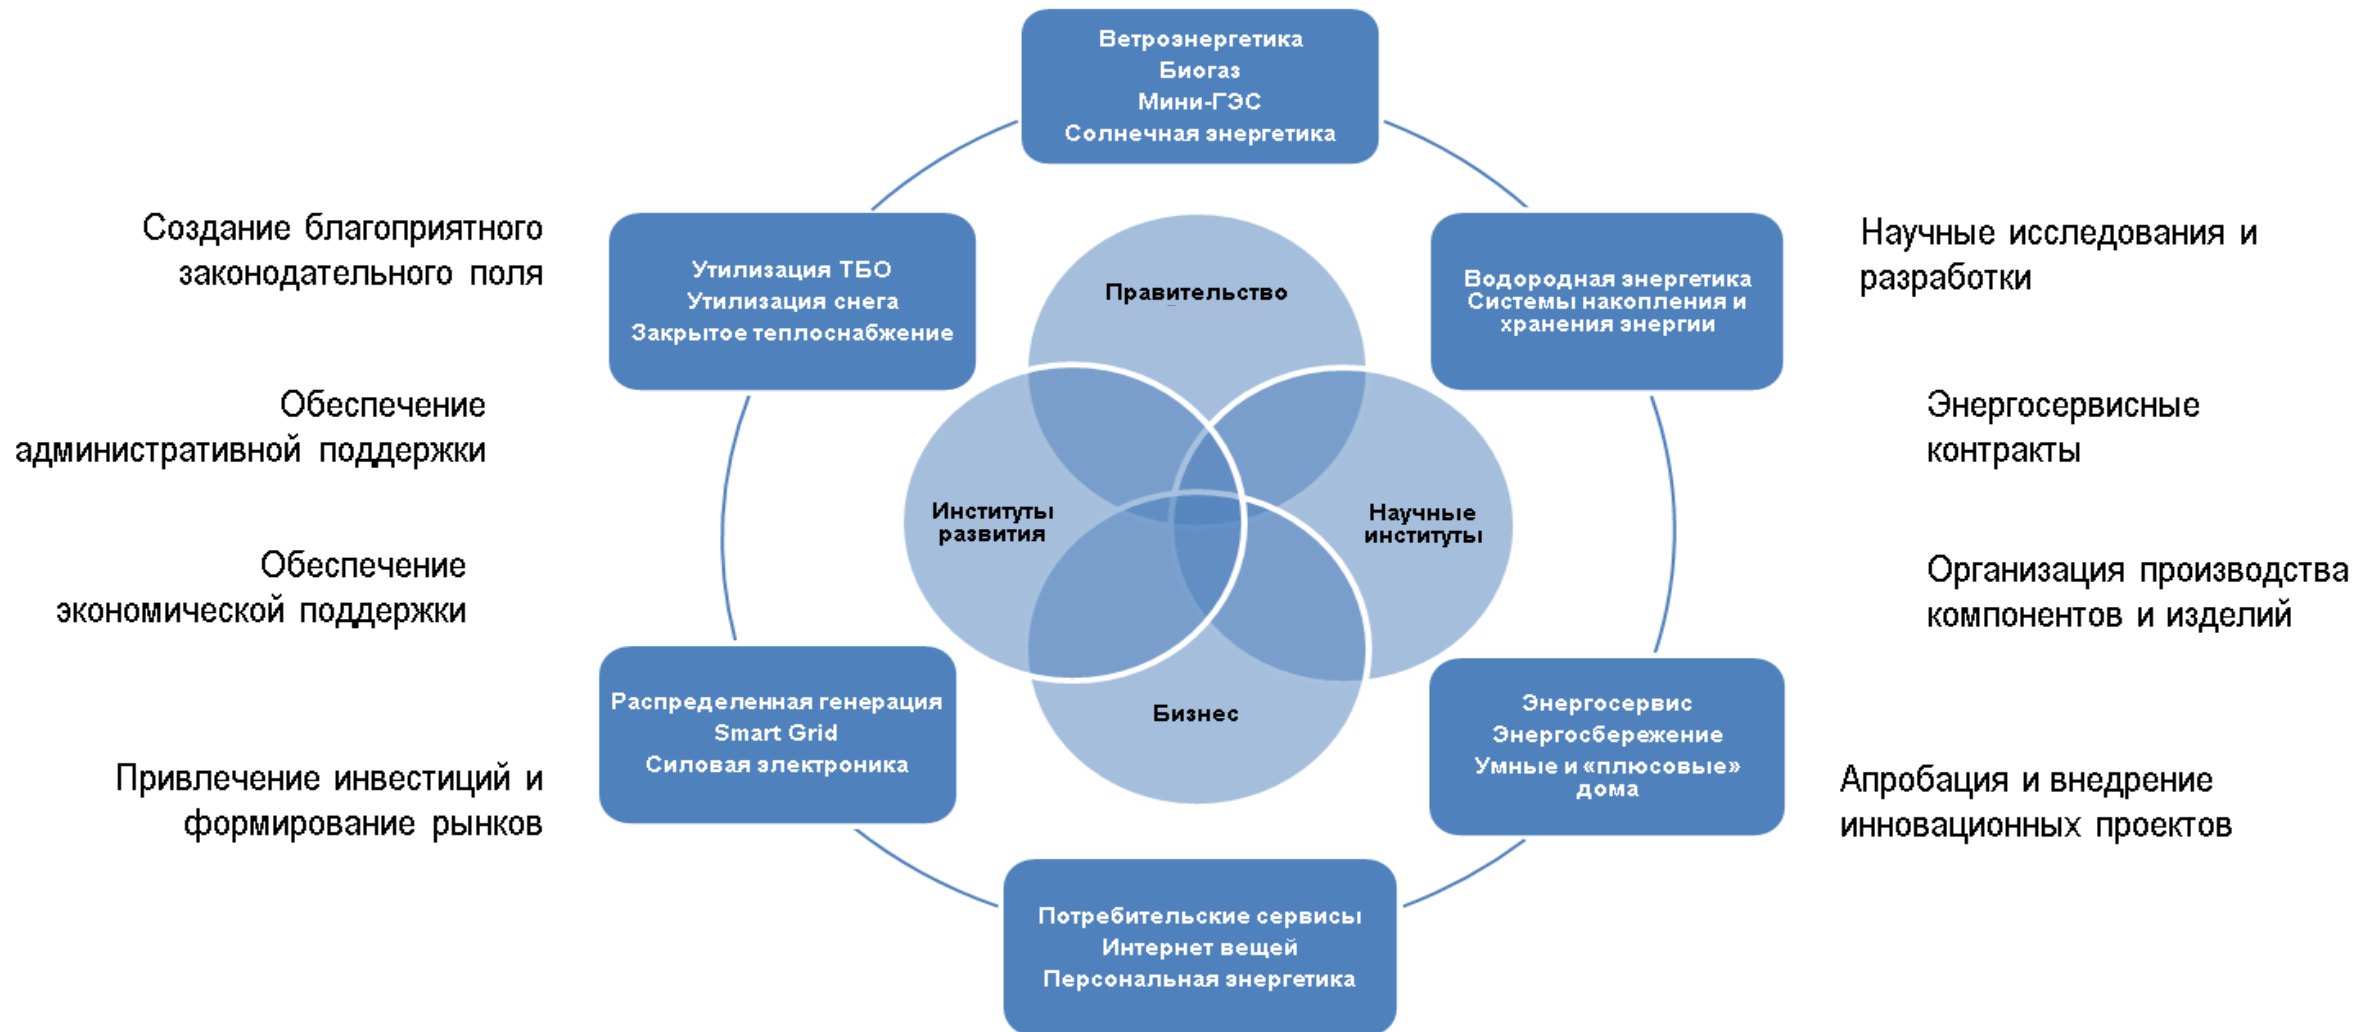 Ветроэнергетика
Биогаз
Мини-ГЭС
Солнечная энергетика
Создание благоприятного
законодательного поля
Утилизация ТБО
Утилизация снега
Закрытое теплоснабжение
Правительство
Водородная энергетика
Системы накопления и
хранения энергии
Научные исследования и
разработки
Обеспечение
административной поддержки
Энергосервисные
контракты
Институты
развития
Научные
институты
Обеспечение
экономической поддержки
Организация производства
компонентов и изделий
Распределенная генерация
Smart Grid
Силовая электроника
Бизнес
Энергосервис
Энергосбережение
Умные и «плюсовые»
дома
Привлечение инвестиций и
формирование рынков
Апробация и внедрение
инновационных проектов
Потребительские сервисы
Интернет вещей
Персональная энергетика